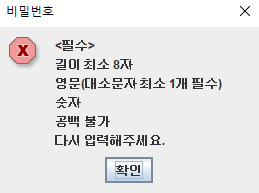 비밀번호
<필수>
길이 최소 8자
영문(대소문자 최소 1개 필수)
숫자
공백 불가
다시 입력해주세요.
확인